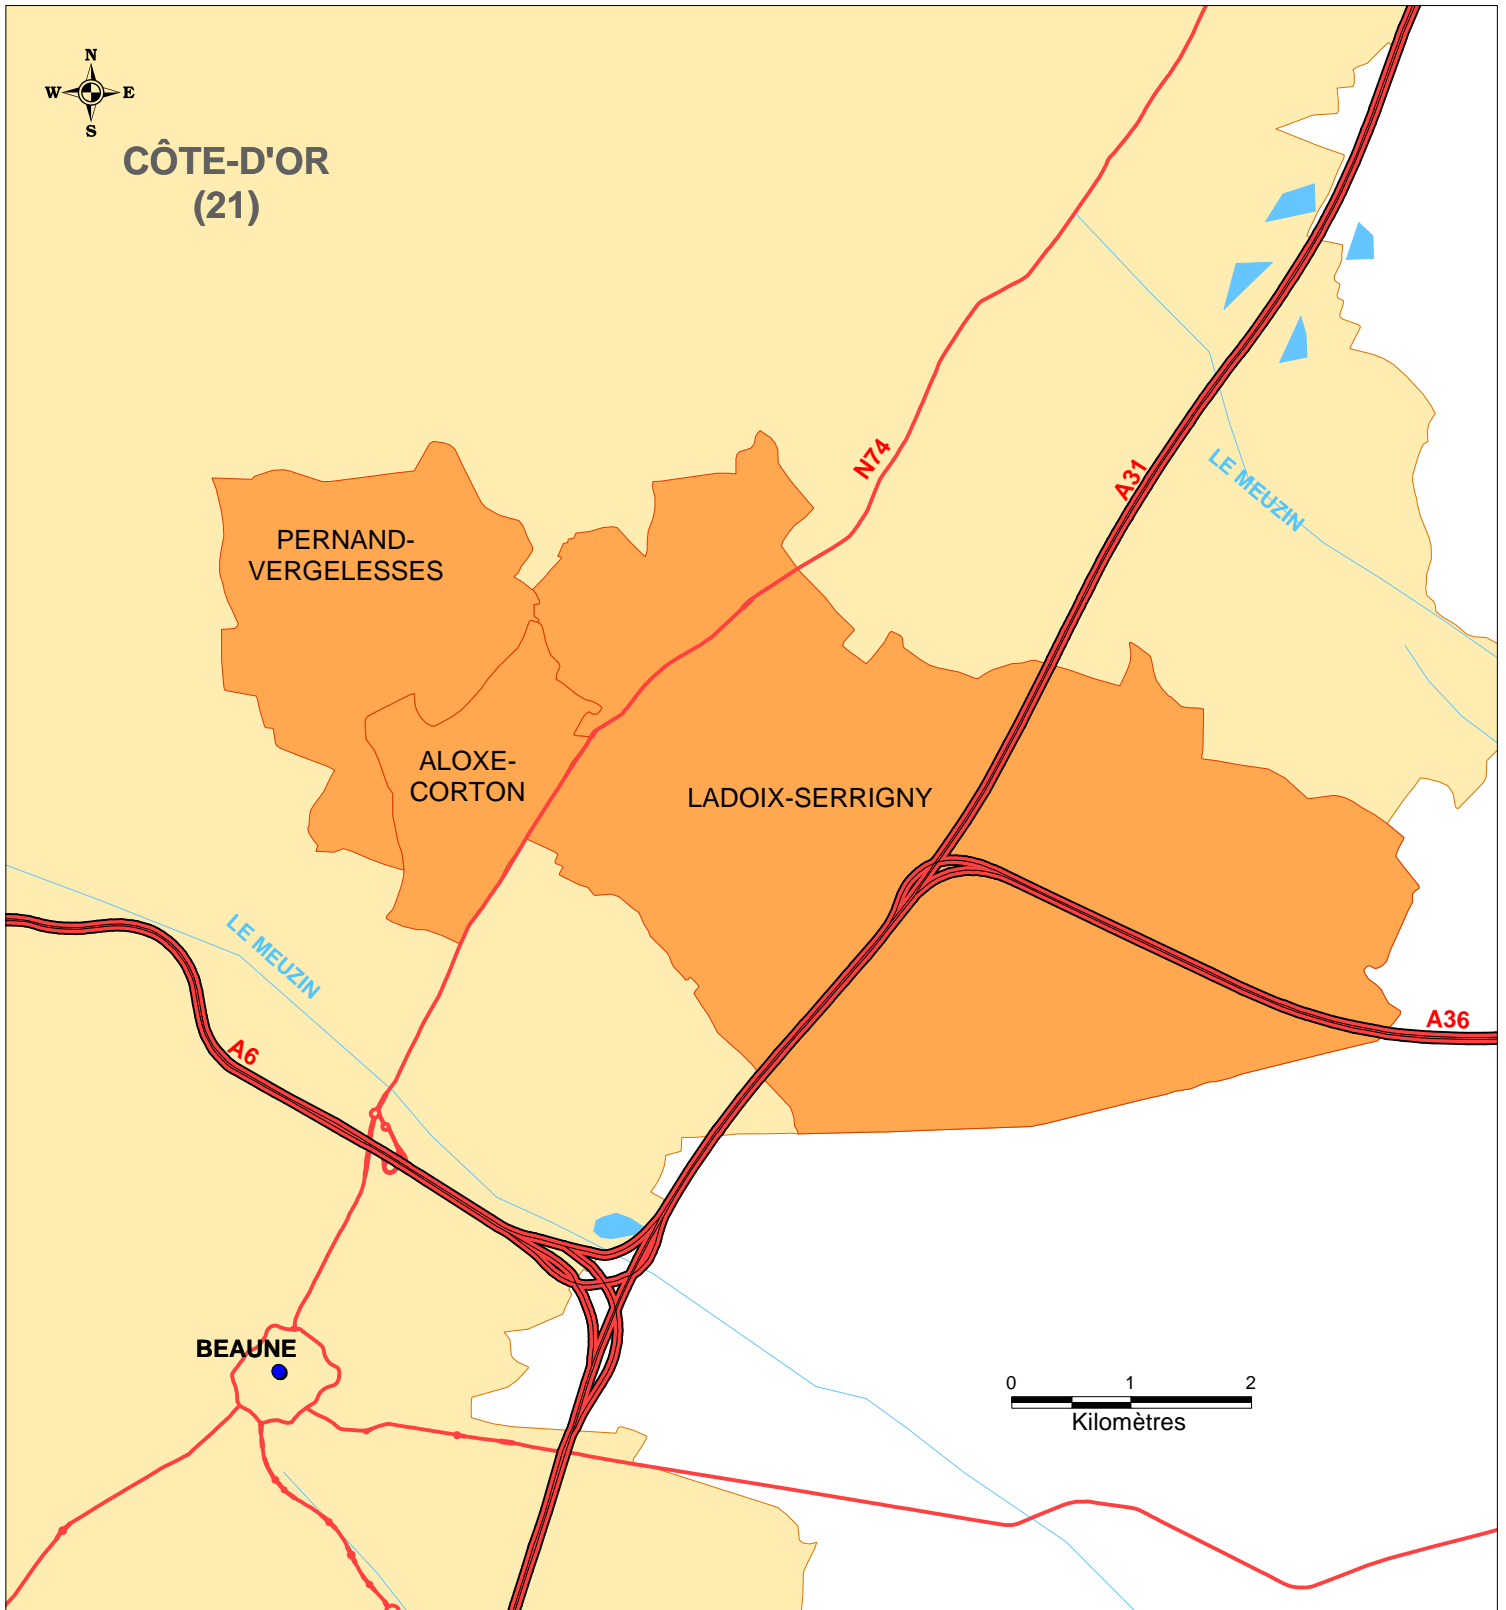 N
W E
S
CÔTE-D'OR
(21)
N74
A31
LE MEUZIN
PERNAND-
VERGELESSES
ALOXE-
CORTON
LADOIX-SERRIGNY
LE MEUZIN
A6
A36
BEAUNE
0 1 2
Kilomètres